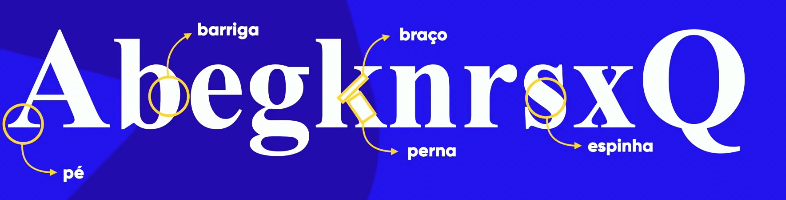 barriga
braço
AbegknrsxQ
perna
espinha
pé